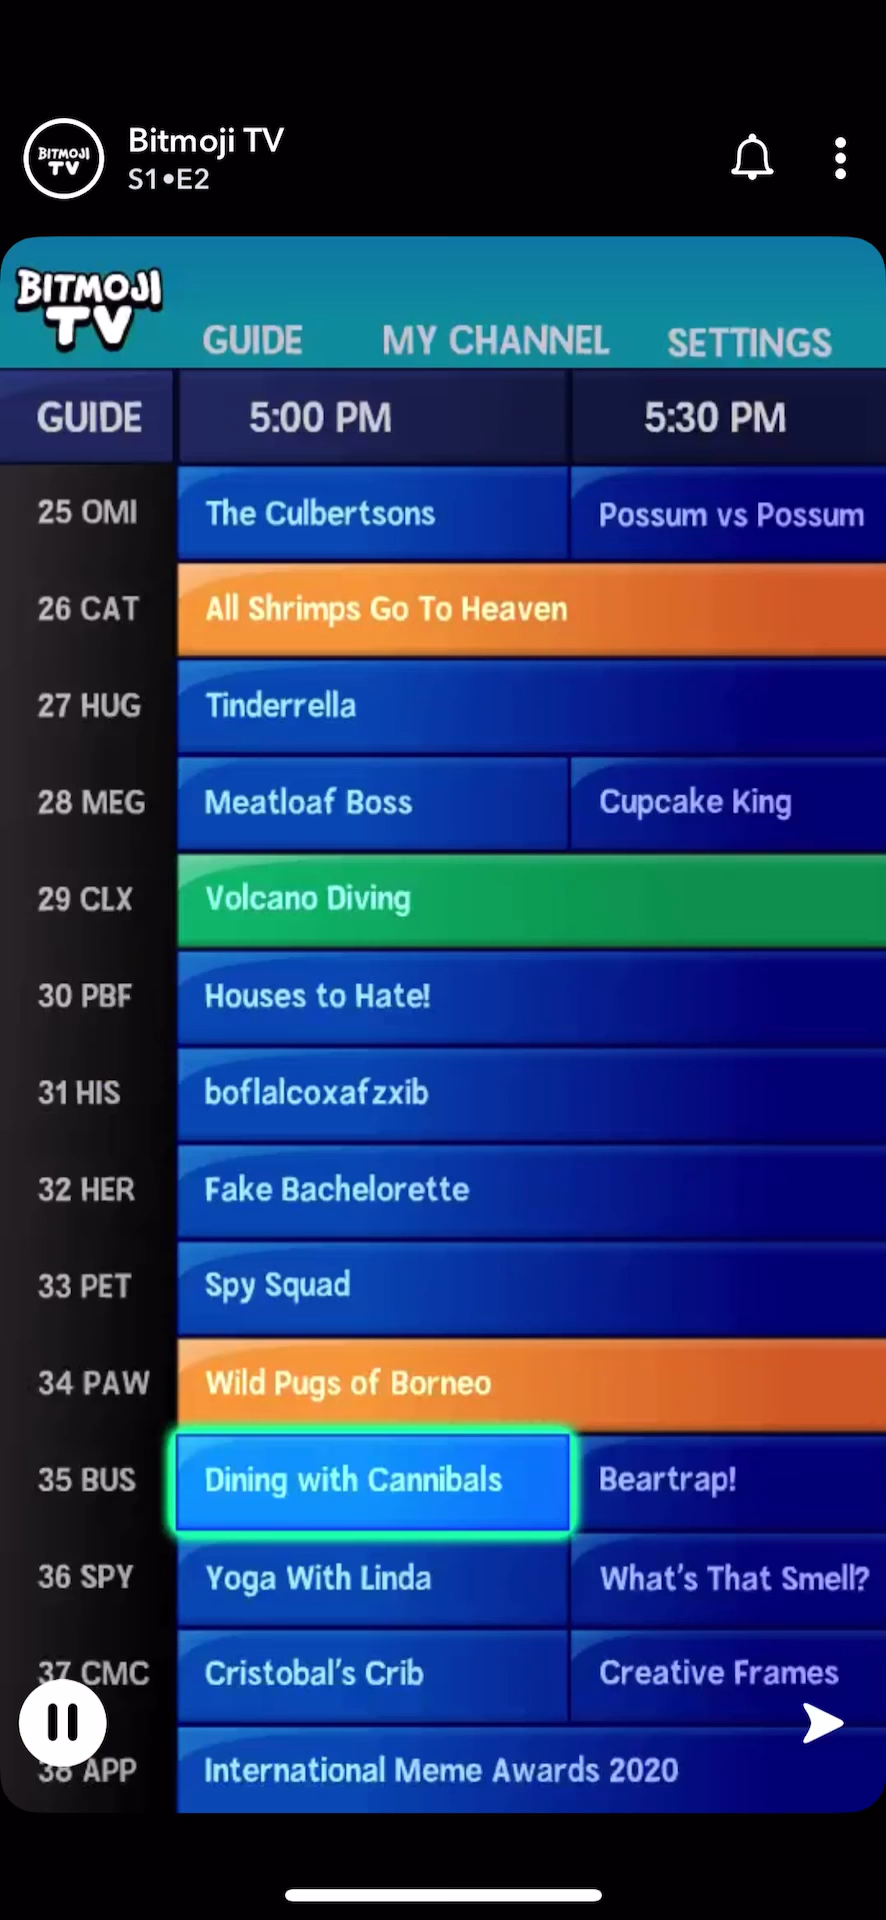 BITMOJI
TV
Bitmoji TV
S1•E2
BITMOJI
TV
GUIDE MY CHANNEL SETTINGS
GUIDE 5:00 PM 5:30 PM
25 OMI The Culbertsons Possum vs Possum
26 CAT All Shrimps Go To Heaven
27 HUG Tinderrella
28 MEG Meatloaf Boss Cupcake King
29 CLX Volcano Diving
30 PBF Houses to Hate!
31 HIS boflalcoxafzxib
32 HER Fake Bachelorette
33 PET Spy Squad
34 PAW Wild Pugs of Borneo
35 BUS Dining with Cannibals Beartrap!
36 SPY Yoga With Linda What's That Smell?
37 CMC Cristobal's Crib Creative Frames
38 APP International Meme Awards 2020